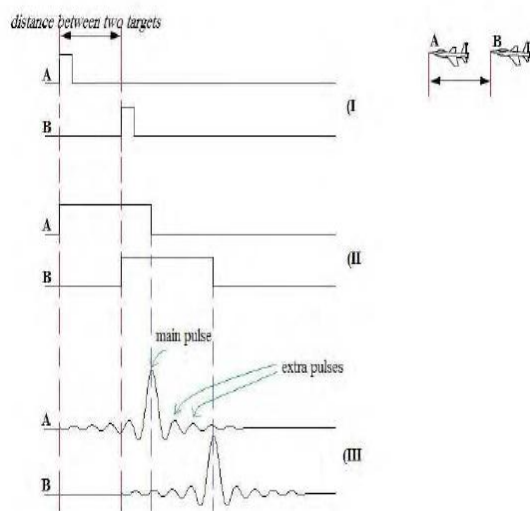 distance between two targets
A B
A
(I
B
A
(II
B
main pulse
extra pulses
A
(III
B